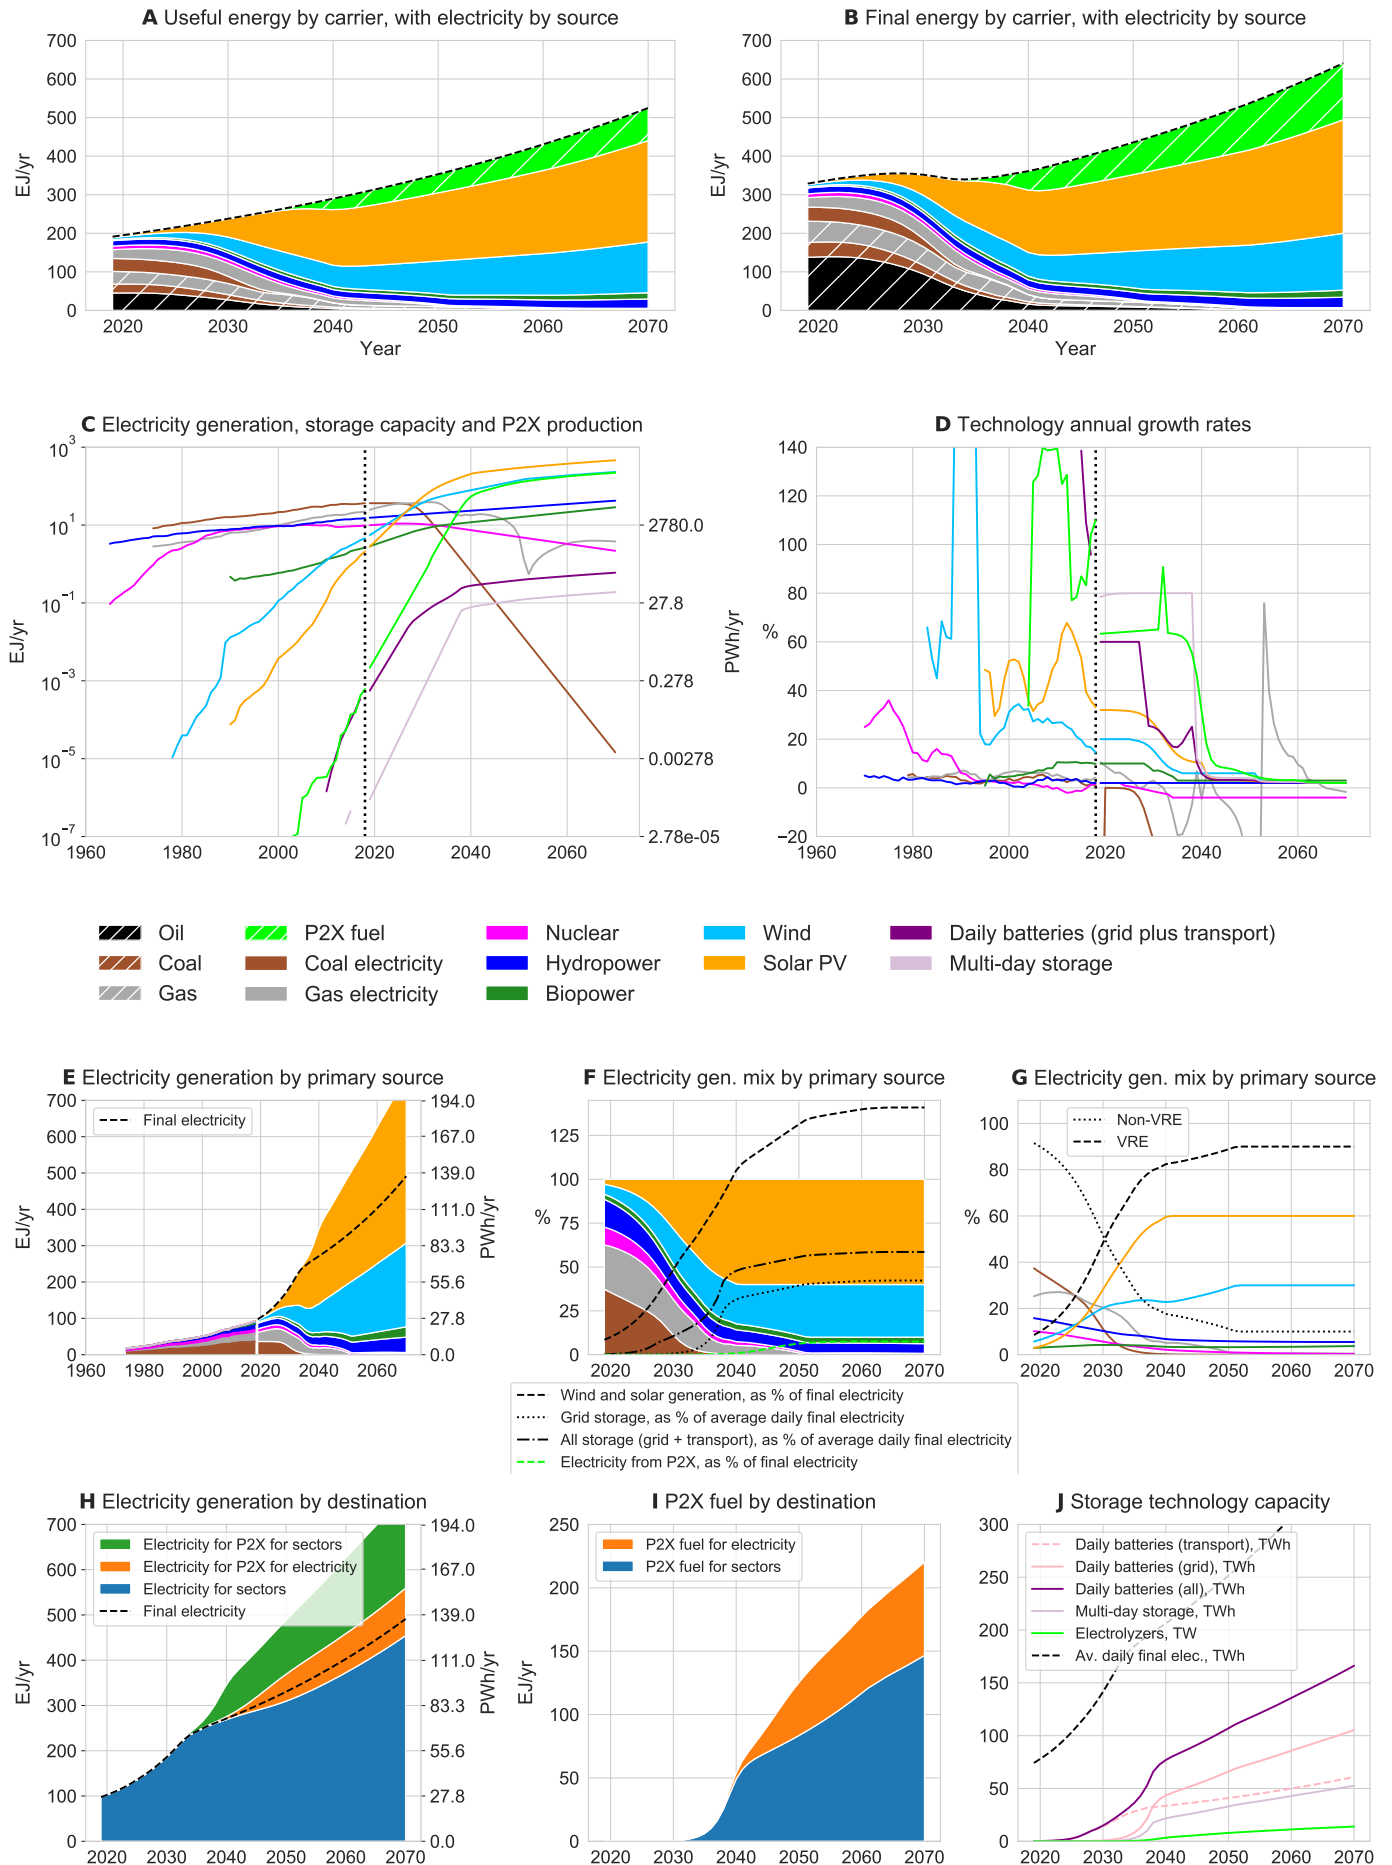 A Useful energy by carrier, with electricity by source
700
600
500
400
300
200
100
0
EJ/yr
2020 2030 2040 2050 2060 2070
Year
B Final energy by carrier, with electricity by source
700
600
500
400
300
200
100
0
EJ/yr
2020 2030 2040 2050 2060 2070
Year
C Electricity generation, storage capacity and P2X production
10^3
10^1
10^−1
10^−3
10^−5
10^−7
EJ/yr
2780.0
27.8
0.278
0.00278
2.78e-05
PWh/yr
1960 1980 2000 2020 2040 2060
D Technology annual growth rates
140
120
100
80
60
40
20
0
−20
%
1960 1980 2000 2020 2040 2060
Oil P2X fuel Nuclear Wind Daily batteries (grid plus transport)
Coal Coal electricity Hydropower Solar PV Multi-day storage
Gas Gas electricity Biopower
E Electricity generation by primary source
Final electricity
700
600
500
400
300
200
100
0
EJ/yr
194.0
167.0
139.0
111.0
83.3
55.6
27.8
0.0
PWh/yr
1960 1980 2000 2020 2040 2060
F Electricity gen. mix by primary source
125
100
75
50
25
0
%
2020 2030 2040 2050 2060 2070
Wind and solar generation, as % of final electricity
Grid storage, as % of average daily final electricity
All storage (grid + transport), as % of average daily final electricity
Electricity from P2X, as % of final electricity
G Electricity gen. mix by primary source
Non-VRE
VRE
100
80
60
40
20
0
%
2020 2030 2040 2050 2060 2070
H Electricity generation by destination
Electricity for P2X for sectors
Electricity for P2X for electricity
Electricity for sectors
Final electricity
700
600
500
400
300
200
100
0
EJ/yr
194.0
167.0
139.0
111.0
83.3
55.6
27.8
0.0
PWh/yr
2020 2030 2040 2050 2060 2070
I P2X fuel by destination
P2X fuel for electricity
P2X fuel for sectors
250
200
150
100
50
0
EJ/yr
2020 2030 2040 2050 2060 2070
J Storage technology capacity
Daily batteries (transport), TWh
Daily batteries (grid), TWh
Daily batteries (all), TWh
Multi-day storage, TWh
Electrolyzers, TW
Av. daily final elec., TWh
300
250
200
150
100
50
0
2020 2030 2040 2050 2060 2070